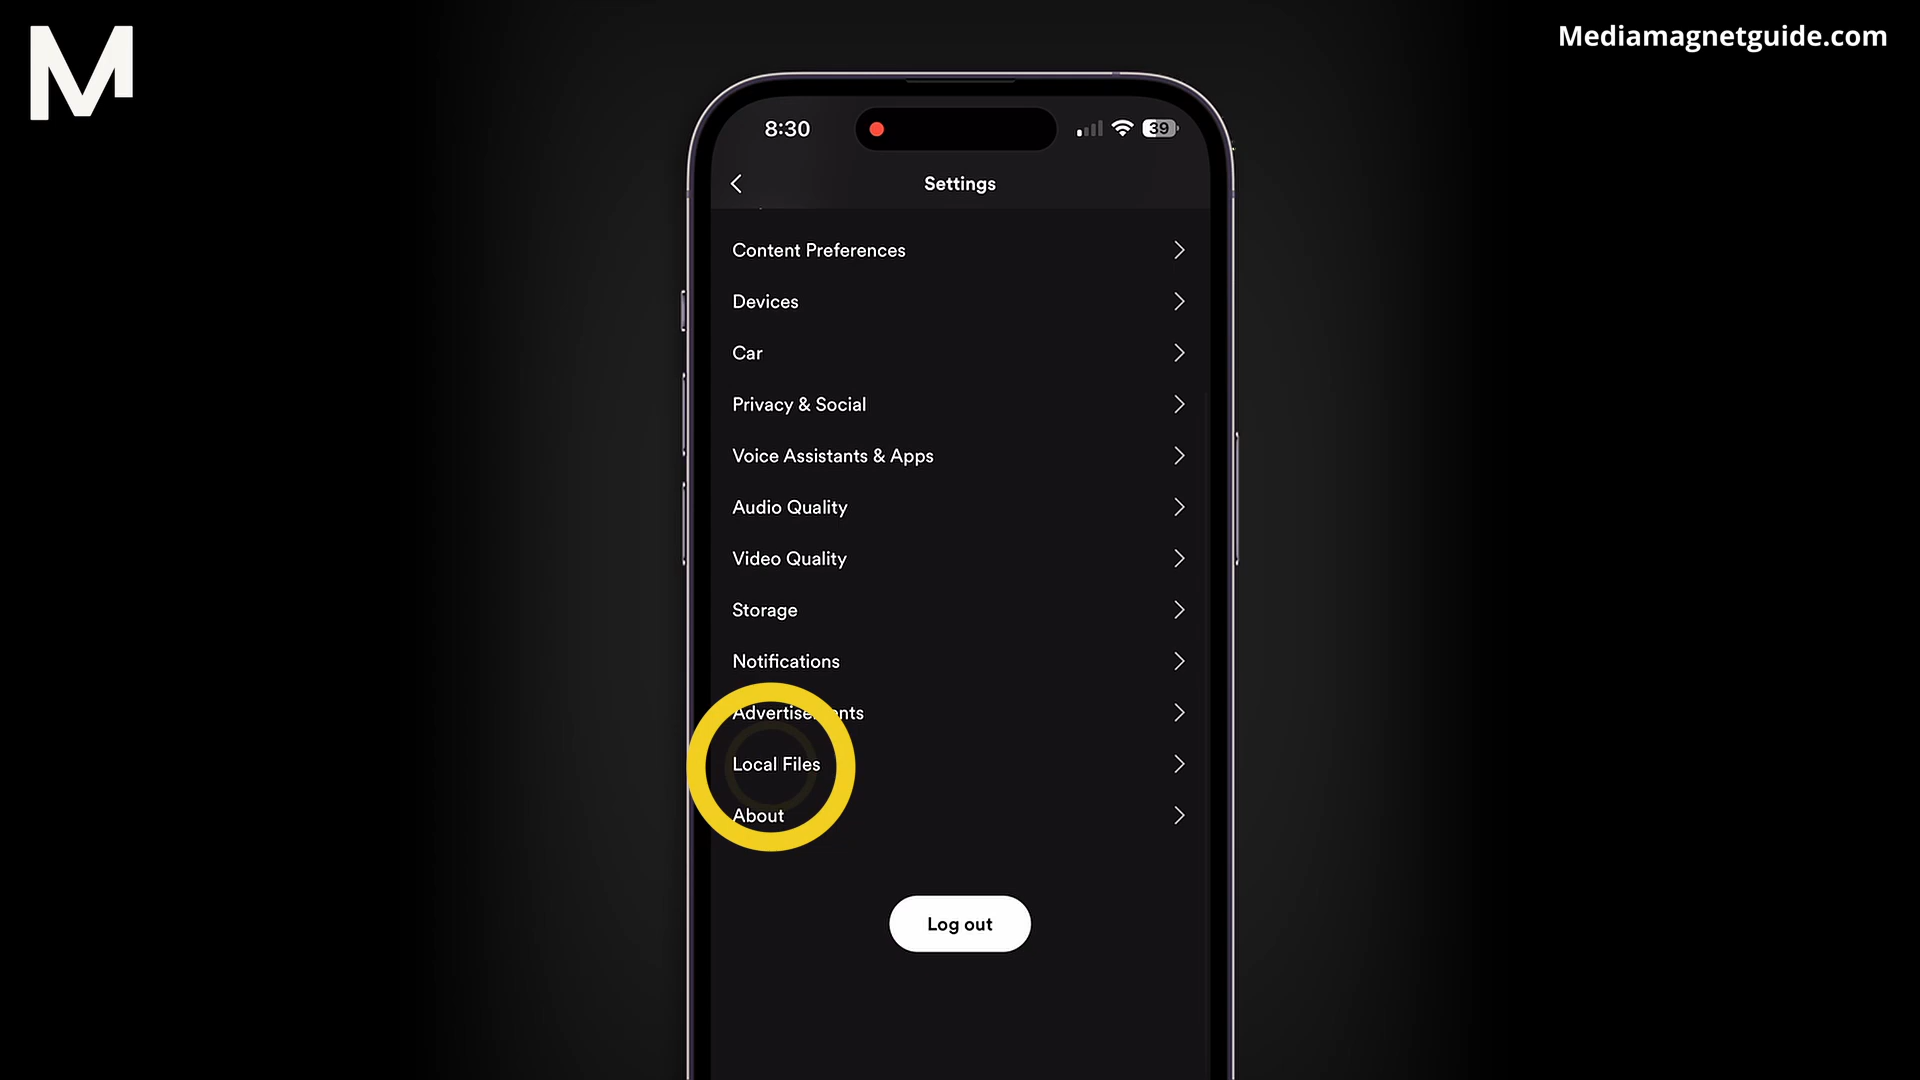 M
Mediamagnetguide.com
8:30
39
Settings
Content Preferences
Devices
Car
Privacy & Social
Voice Assistants & Apps
Audio Quality
Video Quality
Storage
Notifications
Advertisements
Local Files
About
Log out